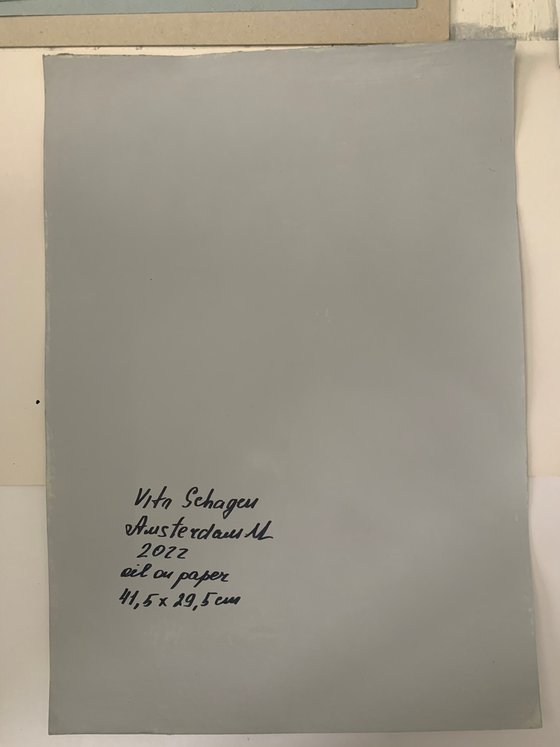 Vita Schagen
Amsterdam M
2022
oil on paper
41,5 x 29,5 cm